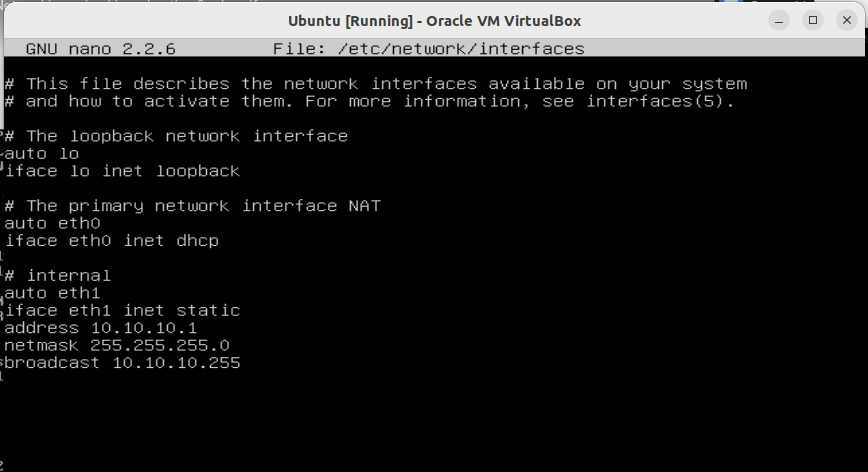 Ubuntu [Running] - Oracle VM VirtualBox
GNU nano 2.2.6 File: /etc/network/interfaces
# This file describes the network interfaces available on your system
# and how to activate them. For more information, see interfaces(5).
# The loopback network interface
auto lo
iface lo inet loopback
# The primary network interface NAT
auto eth0
iface eth0 inet dhcp
# internal
auto eth1
iface eth1 inet static
address 10.10.10.1
netmask 255.255.255.0
broadcast 10.10.10.255